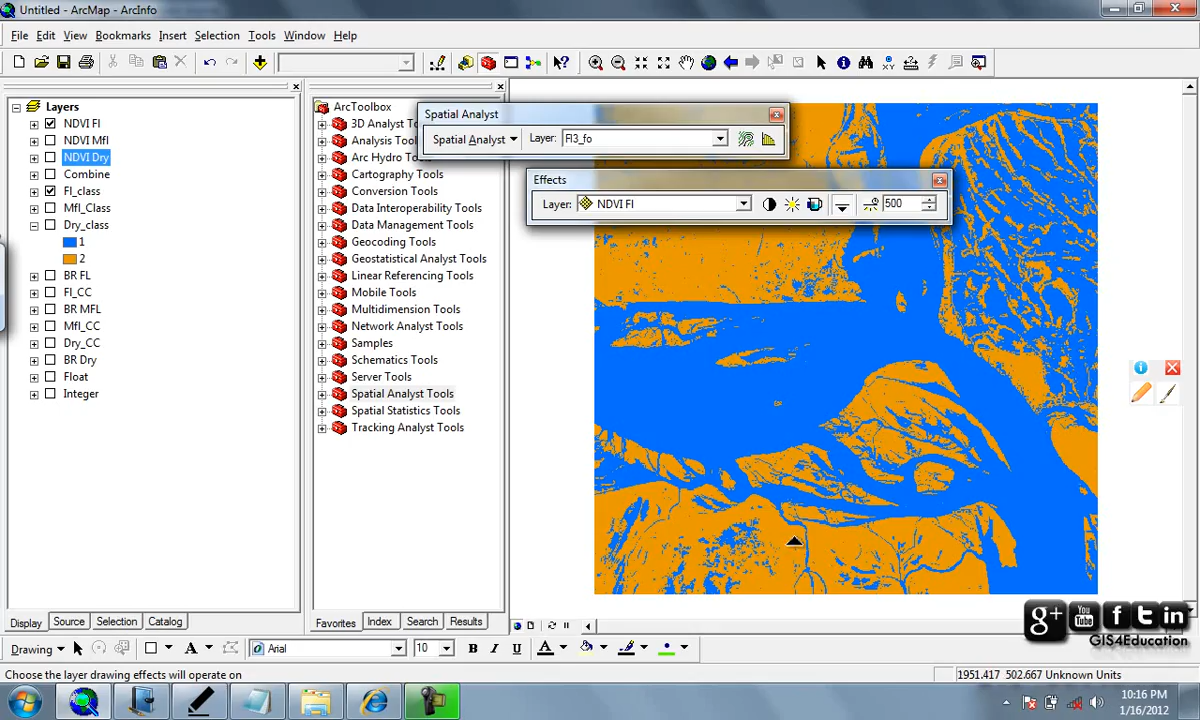 Untitled - ArcMap - ArcInfo
File Edit View Bookmarks Insert Selection Tools Window Help
Layers
NDVI Fl
NDVI Mfl
NDVI Dry
Combine
Fl_class
Mfl_Class
Dry_class
1
2
BR FL
Fl_CC
BR MFL
Mfl_CC
Dry_CC
BR Dry
Float
Integer
Display Source Selection Catalog
ArcToolbox
3D Analyst To
Analysis Tool
Arc Hydro To
Cartography Tools
Conversion Tools
Data Interoperability Tools
Data Management Tools
Geocoding Tools
Geostatistical Analyst Tools
Linear Referencing Tools
Mobile Tools
Multidimension Tools
Network Analyst Tools
Samples
Schematics Tools
Server Tools
Spatial Analyst Tools
Spatial Statistics Tools
Tracking Analyst Tools
Favorites Index Search Results
Spatial Analyst
Spatial Analyst Layer: Fl3_fo
Effects
Layer: NDVI Fl 500
g+ You Tube f t in
GIS4Education
Drawing A Arial 10 B I U A
Choose the layer drawing effects will operate on
1951.417 502.667 Unknown Units
10:16 PM
1/16/2012